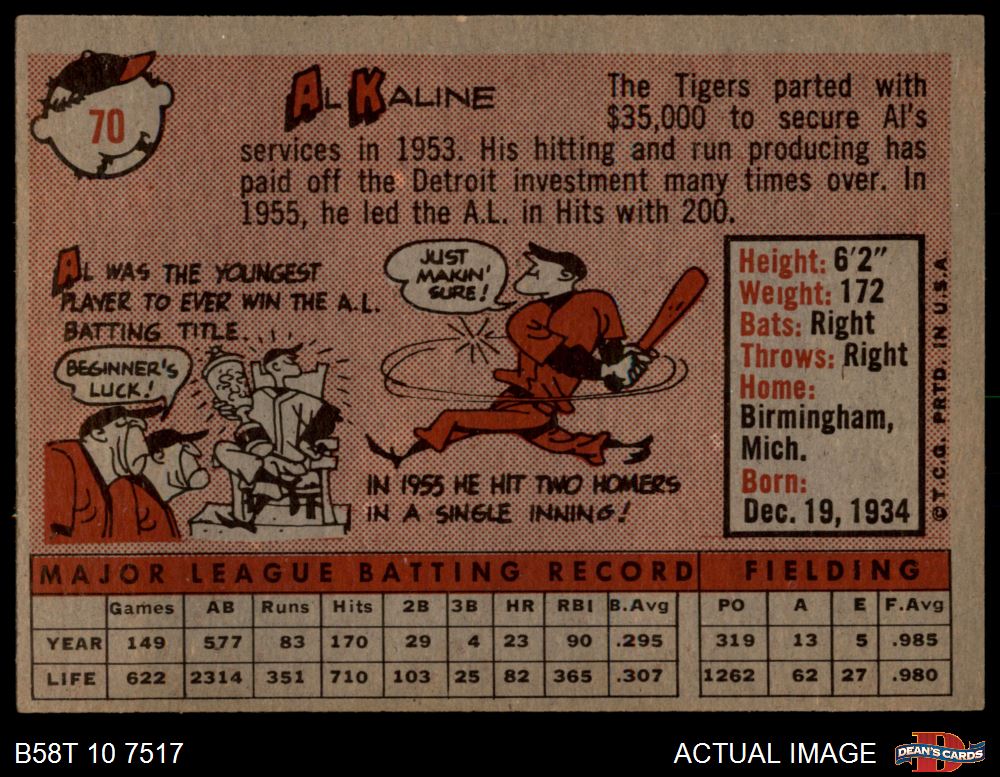 70
AL KALINE
The Tigers parted with
$35,000 to secure Al's
services in 1953. His hitting and run producing has
paid off the Detroit investment many times over. In
1955, he led the A.L. in Hits with 200.
AL WAS THE YOUNGEST
PLAYER TO EVER WIN THE A.L.
BATTING TITLE...
BEGINNER'S
LUCK!
JUST
MAKIN'
SURE!
IN 1955 HE HIT TWO HOMERS
IN A SINGLE INNING!
Height: 6'2"
Weight: 172
Bats: Right
Throws: Right
Home:
Birmingham,
Mich.
Born:
Dec. 19, 1934
© T.C.G. PRTD. IN U.S.A.
MAJOR LEAGUE BATTING RECORD FIELDING
Games AB Runs Hits 2B 3B HR RBI B.Avg PO A E F.Avg
YEAR 149 577 83 170 29 4 23 90 .295 319 13 5 .985
LIFE 622 2314 351 710 103 25 82 365 .307 1262 62 27 .980
B58T 10 7517
ACTUAL IMAGE
D
DEAN'S CARDS